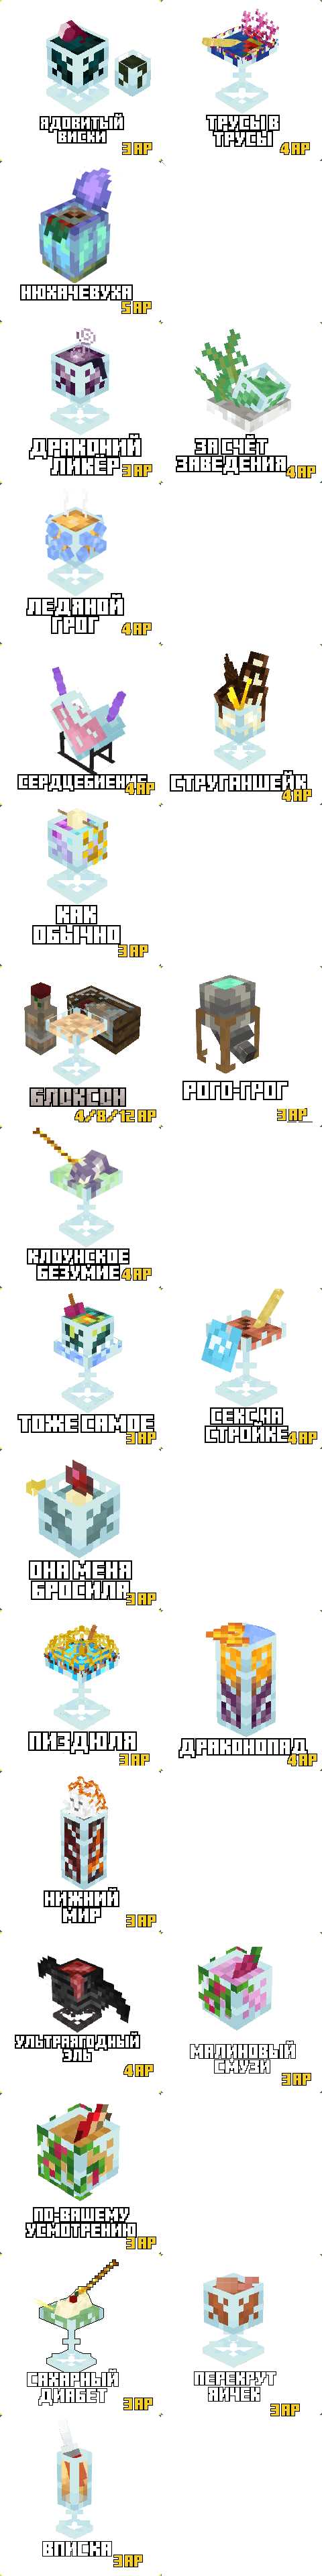 ЯДОВИТЫЙ
ВИСКИ
3 АР
ТРУСЫ В
ТРУСЫ
4 АР
НЮХАЧЕВУХА
5 АР
ДРАКОНИЙ
ЛИКЁР
3 АР
ЗА СЧЁТ
ЗАВЕДЕНИЯ
4 АР
ЛЕДЯНОЙ
ГРОГ
4 АР
СЕРДЦЕБИЕНИЕ
4 АР
СТРУГАНШЕЙК
4 АР
КАК
ОБЫЧНО
3 АР
БЛОКСОН
4/8/12 АР
РОГО-ГРОГ
3 АР
КЛОУНСКОЕ
БЕЗУМИЕ
4 АР
ТОЖЕ САМОЕ
3 АР
СЕКС НА
СТРОЙКЕ
4 АР
ОНА МЕНЯ
БРОСИЛА
3 АР
ПИЗДЮЛЯ
3 АР
ДРАКОНОПАД
4 АР
НИЖНИЙ
МИР
3 АР
УЛЬТРАЯГОДНЫЙ
ЭЛЬ
4 АР
МАЛИНОВЫЙ
СМУЗИ
3 АР
ПО-ВАШЕМУ
УСМОТРЕНИЮ
3 АР
САХАРНЫЙ
ДИАБЕТ
3 АР
ПЕРЕКРУТ
ЯИЧЕК
3 АР
ВПИСКА
3 АР